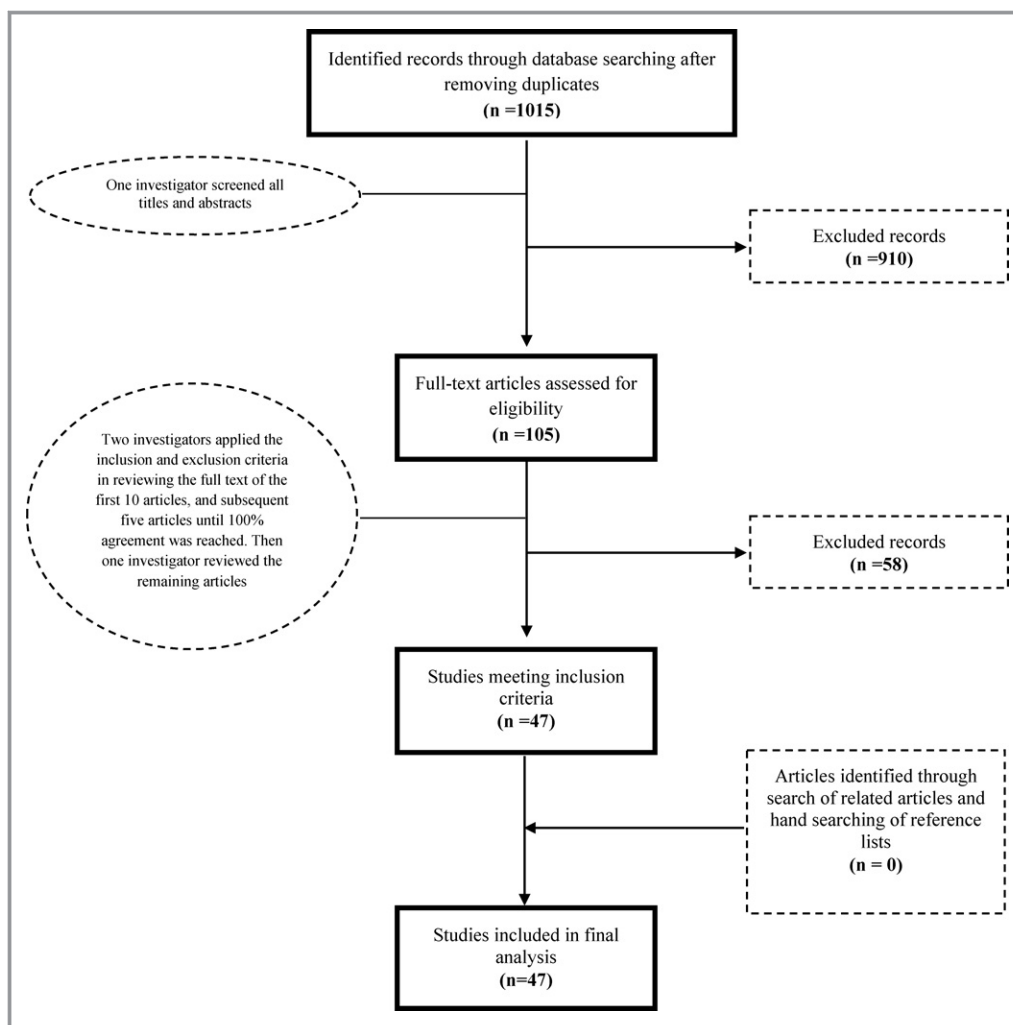 Identified records through database searching after
removing duplicates
(n =1015)
One investigator screened all
titles and abstracts
Excluded records
(n =910)
Full-text articles assessed for
eligibility
(n =105)
Two investigators applied the
inclusion and exclusion criteria
in reviewing the full text of the
first 10 articles, and subsequent
five articles until 100%
agreement was reached. Then
one investigator reviewed the
remaining articles
Excluded records
(n =58)
Studies meeting inclusion
criteria
(n =47)
Articles identified through
search of related articles and
hand searching of reference
lists
(n = 0)
Studies included in final
analysis
(n=47)